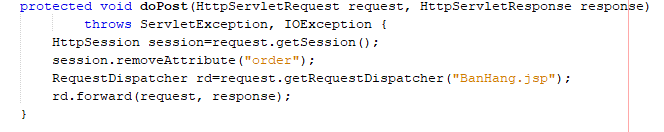 protected void doPost(HttpServletRequest request, HttpServletResponse response)
throws ServletException, IOException {
HttpSession session=request.getSession();
session.removeAttribute("order");
RequestDispatcher rd=request.getRequestDispatcher("BanHang.jsp");
rd.forward(request, response);
}